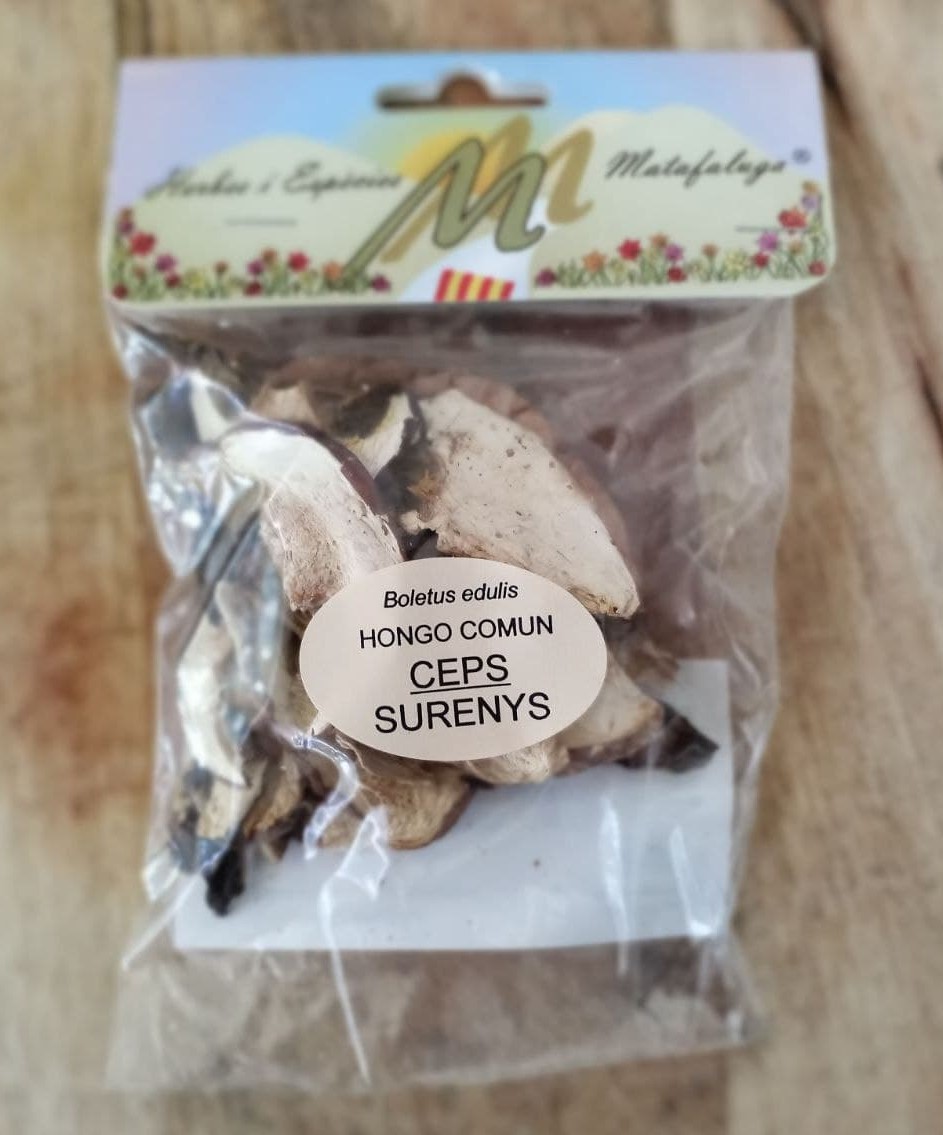 Herbes i Espècies
Matafaluga®
Boletus edulis
HONGO COMUN
CEPS
SURENYS